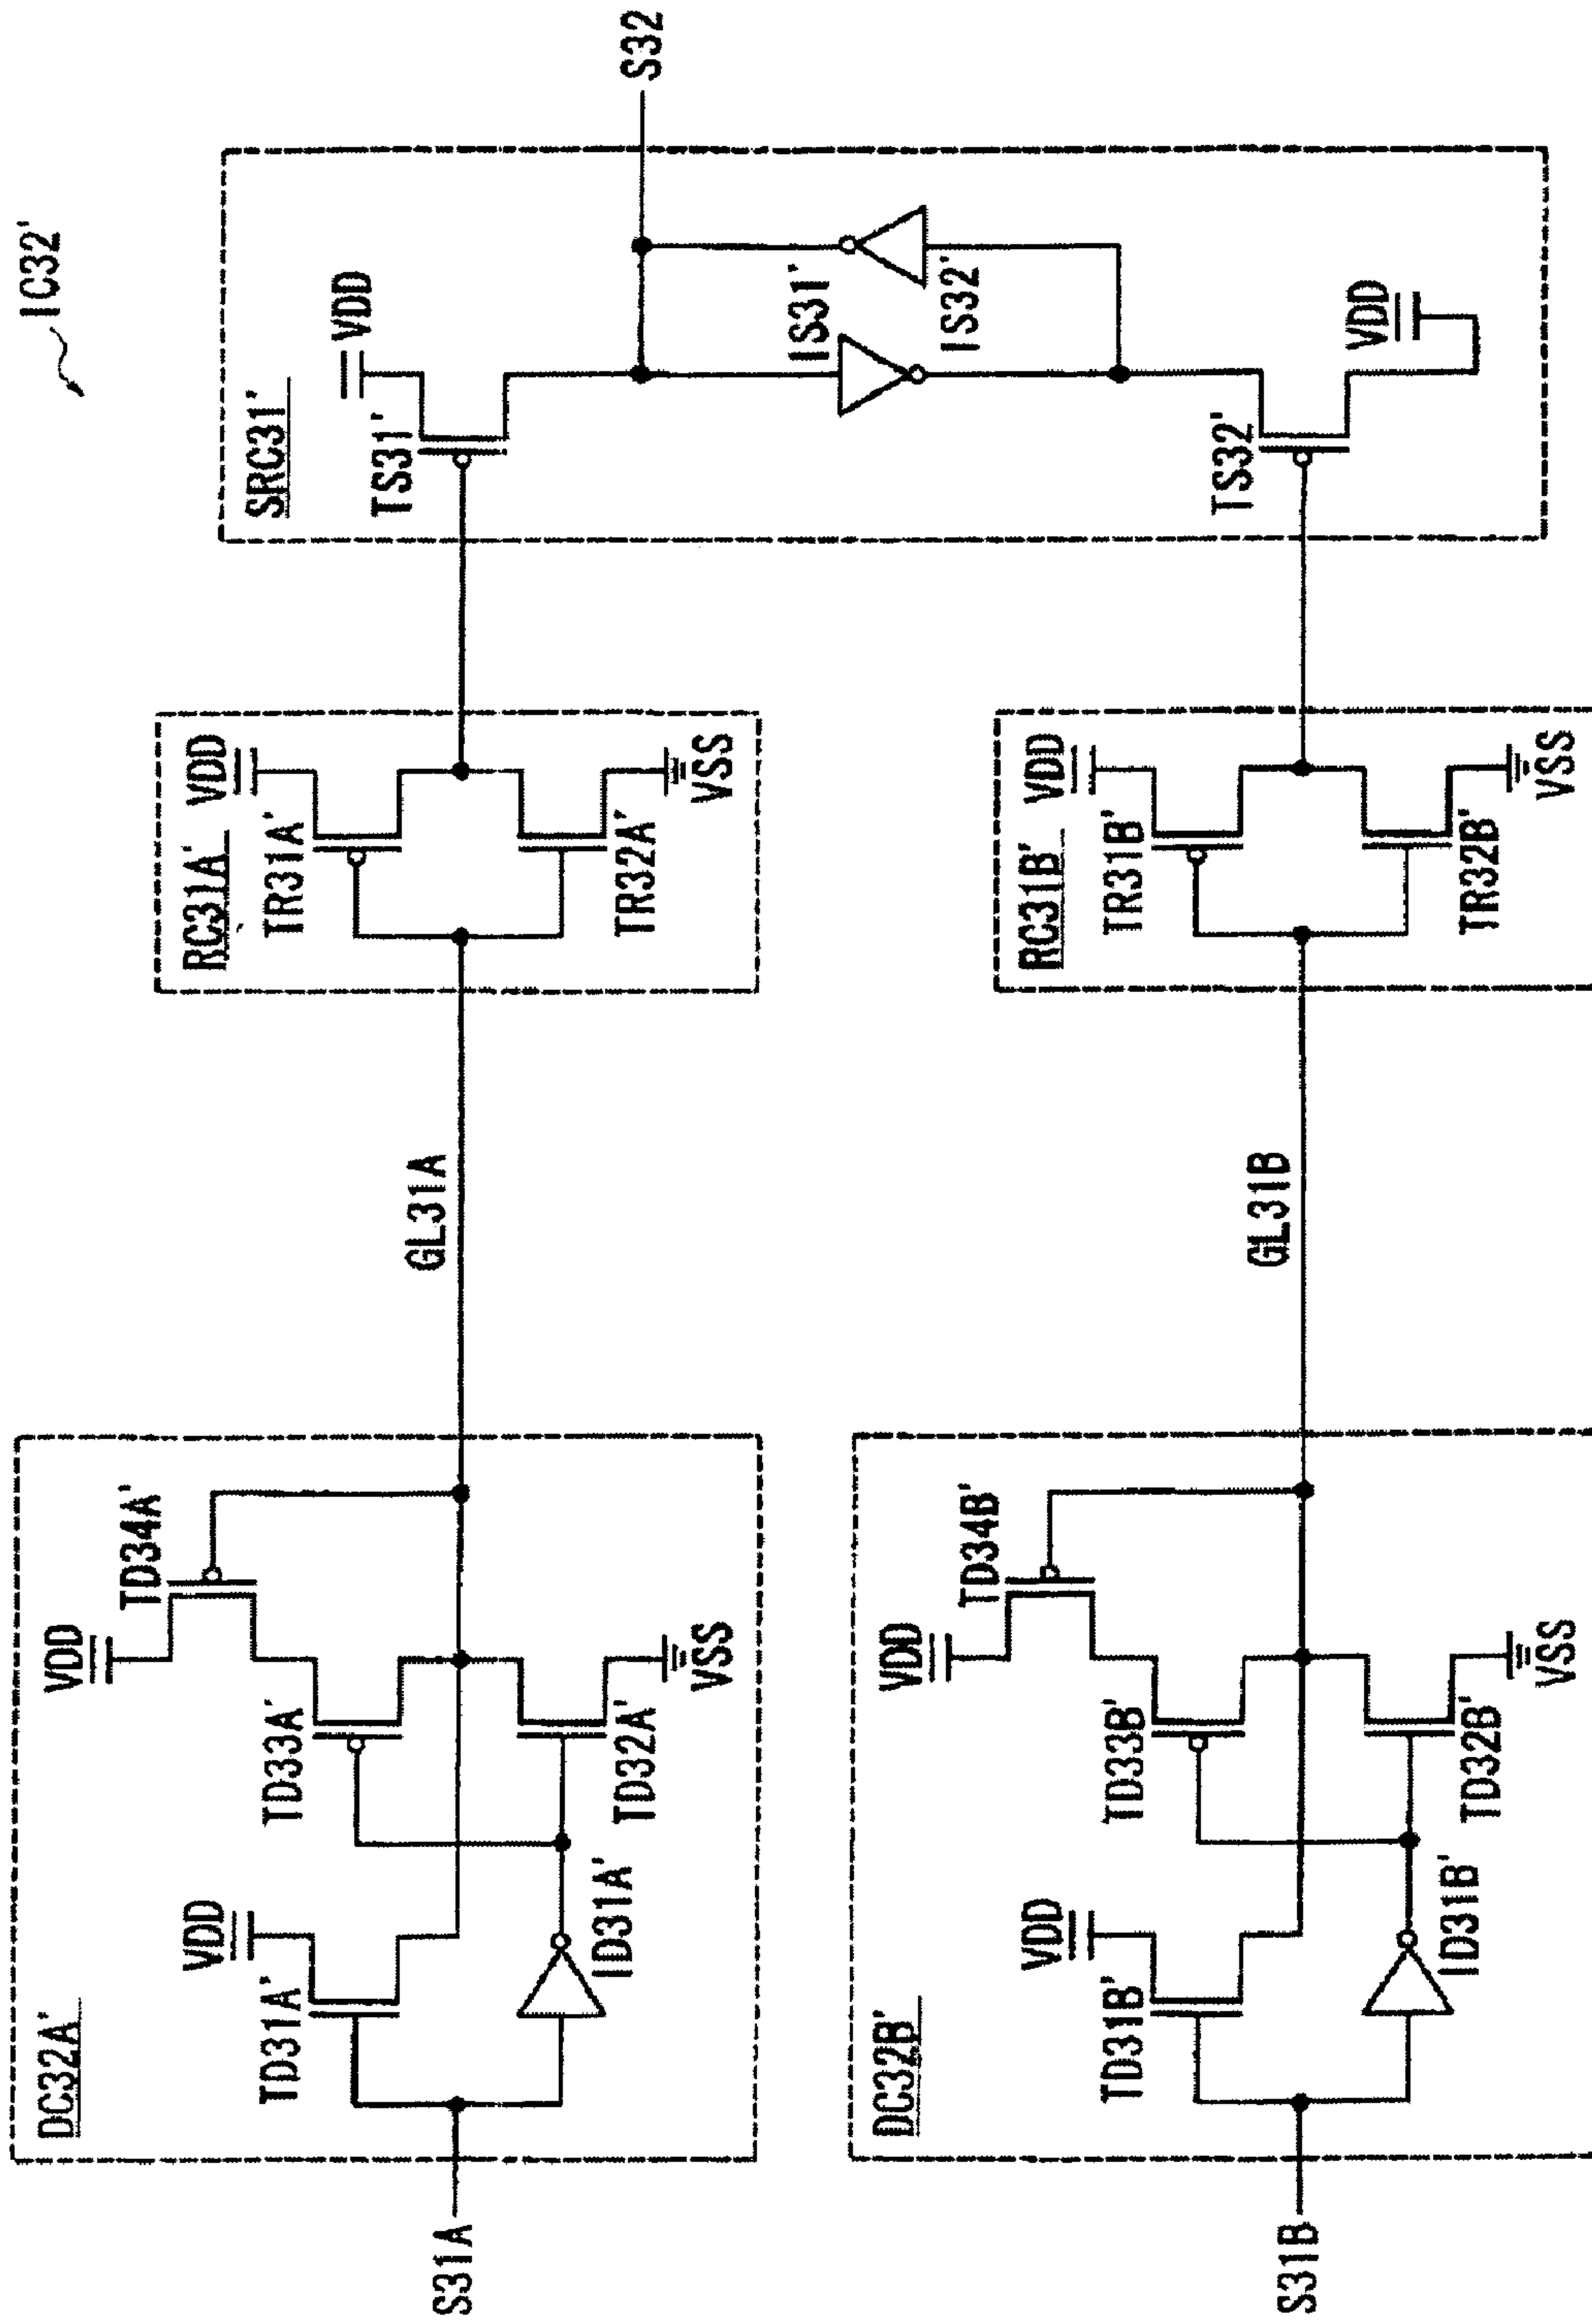 IC32'
DC32A'
VDD
TD34A'
VDD
TD31A'
TD33A'
S31A
ID31A'
TD32A'
VSS
GL31A
RC31A'
VDD
TR31A'
TR32A'
VSS
SRC31'
VDD
TS31'
S32
IS31'
IS32'
TS32'
VDD
DC32B'
VDD
TD34B'
VDD
TD31B'
TD33B'
S31B
ID31B'
TD32B'
VSS
GL31B
RC31B'
VDD
TR31B'
TR32B'
VSS